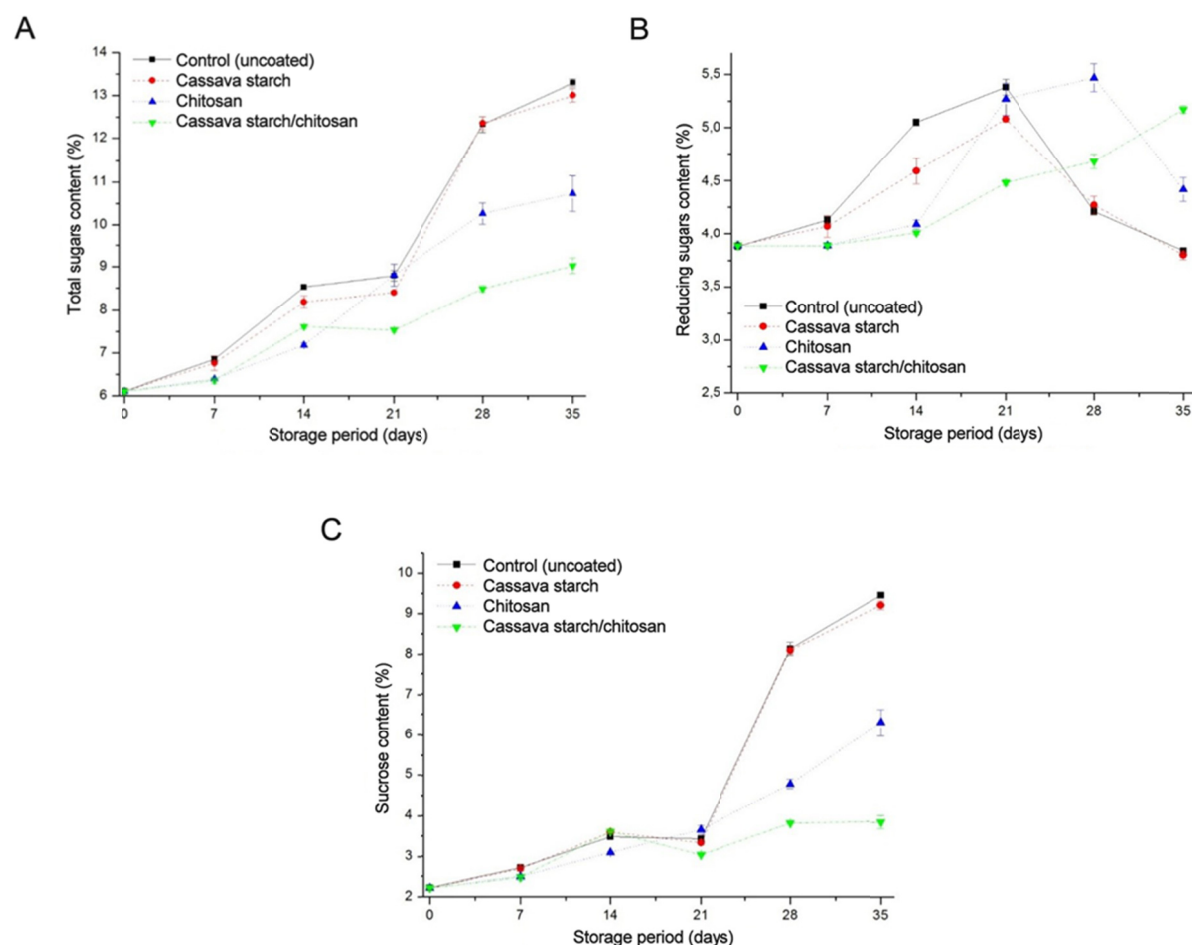 A
Total sugars content (%)
14
13
12
11
10
9
8
7
6
Control (uncoated)
Cassava starch
Chitosan
Cassava starch/chitosan
0 7 14 21 28 35
Storage period (days)
B
Reducing sugars content (%)
5,5
5,0
4,5
4,0
3,5
3,0
2,5
Control (uncoated)
Cassava starch
Chitosan
Cassava starch/chitosan
0 7 14 21 28 35
Storage period (days)
C
Sucrose content (%)
10
9
8
7
6
5
4
3
2
Control (uncoated)
Cassava starch
Chitosan
Cassava starch/chitosan
0 7 14 21 28 35
Storage period (days)